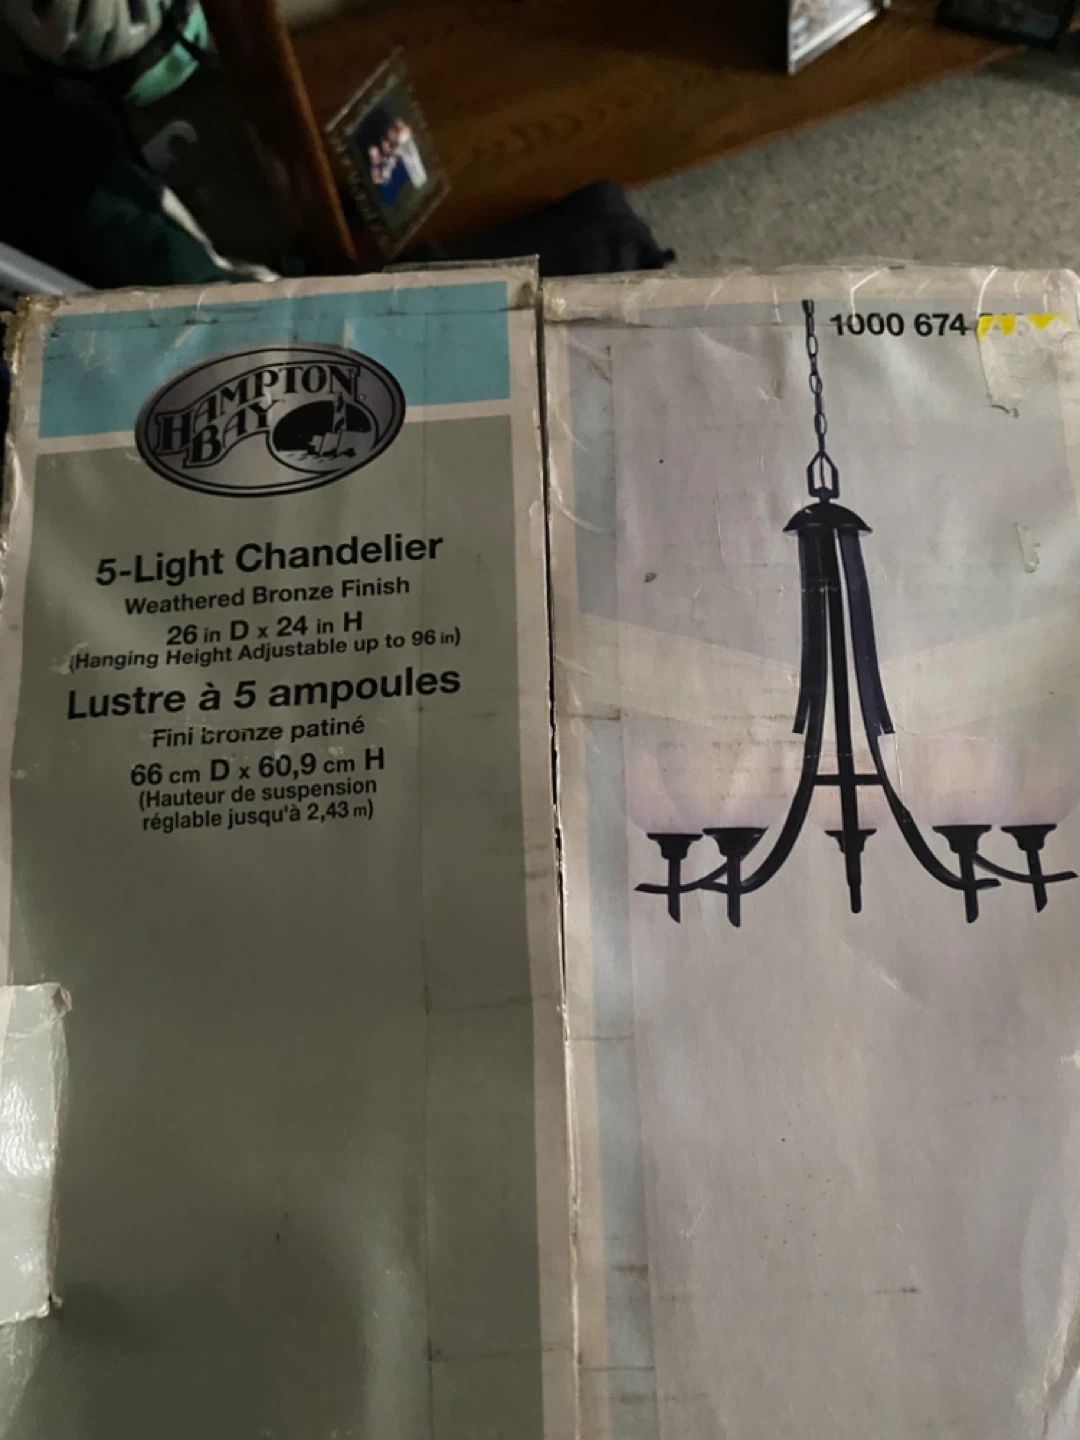 HAMPTON
BAY
5-Light Chandelier
Weathered Bronze Finish
26 in D x 24 in H
(Hanging Height Adjustable up to 96 in)
Lustre à 5 ampoules
Fini bronze patiné
66 cm D x 60,9 cm H
(Hauteur de suspension
réglable jusqu'à 2,43 m)
1000 674